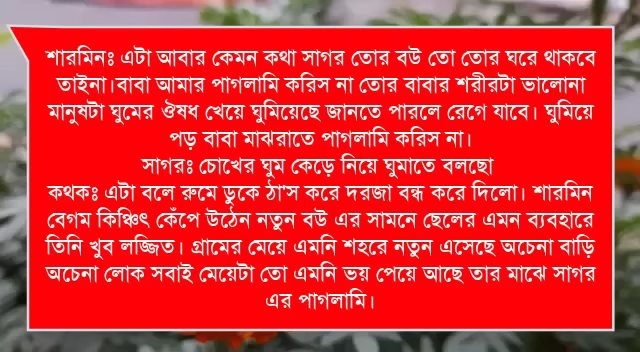 শারমিনঃ এটা আবার কেমন কথা সাগর তোর বউ তো তোর ঘরে থাকবে
তাইনা।বাবা আমার পাগলামি করিস না তোর বাবার শরীরটা ভালোনা
মানুষটা ঘুমের ঔষধ খেয়ে ঘুমিয়েছে জানতে পারলে রেগে যাবে। ঘুমিয়ে
পড় বাবা মাঝরাতে পাগলামি করিস না।
সাগরঃ চোখের ঘুম কেড়ে নিয়ে ঘুমাতে বলছো
কথকঃ এটা বলে রুমে ডুকে ঠা'স করে দরজা বন্ধ করে দিলো। শারমিন
বেগম কিঞ্চিৎ কেঁপে উঠেন নতুন বউ এর সামনে ছেলের এমন ব্যবহারে
তিনি খুব লজ্জিত। গ্রামের মেয়ে এমনি শহরে নতুন এসেছে অচেনা বাড়ি
অচেনা লোক সবাই মেয়েটা তো এমনি ভয় পেয়ে আছে তার মাঝে সাগর
এর পাগলামি।